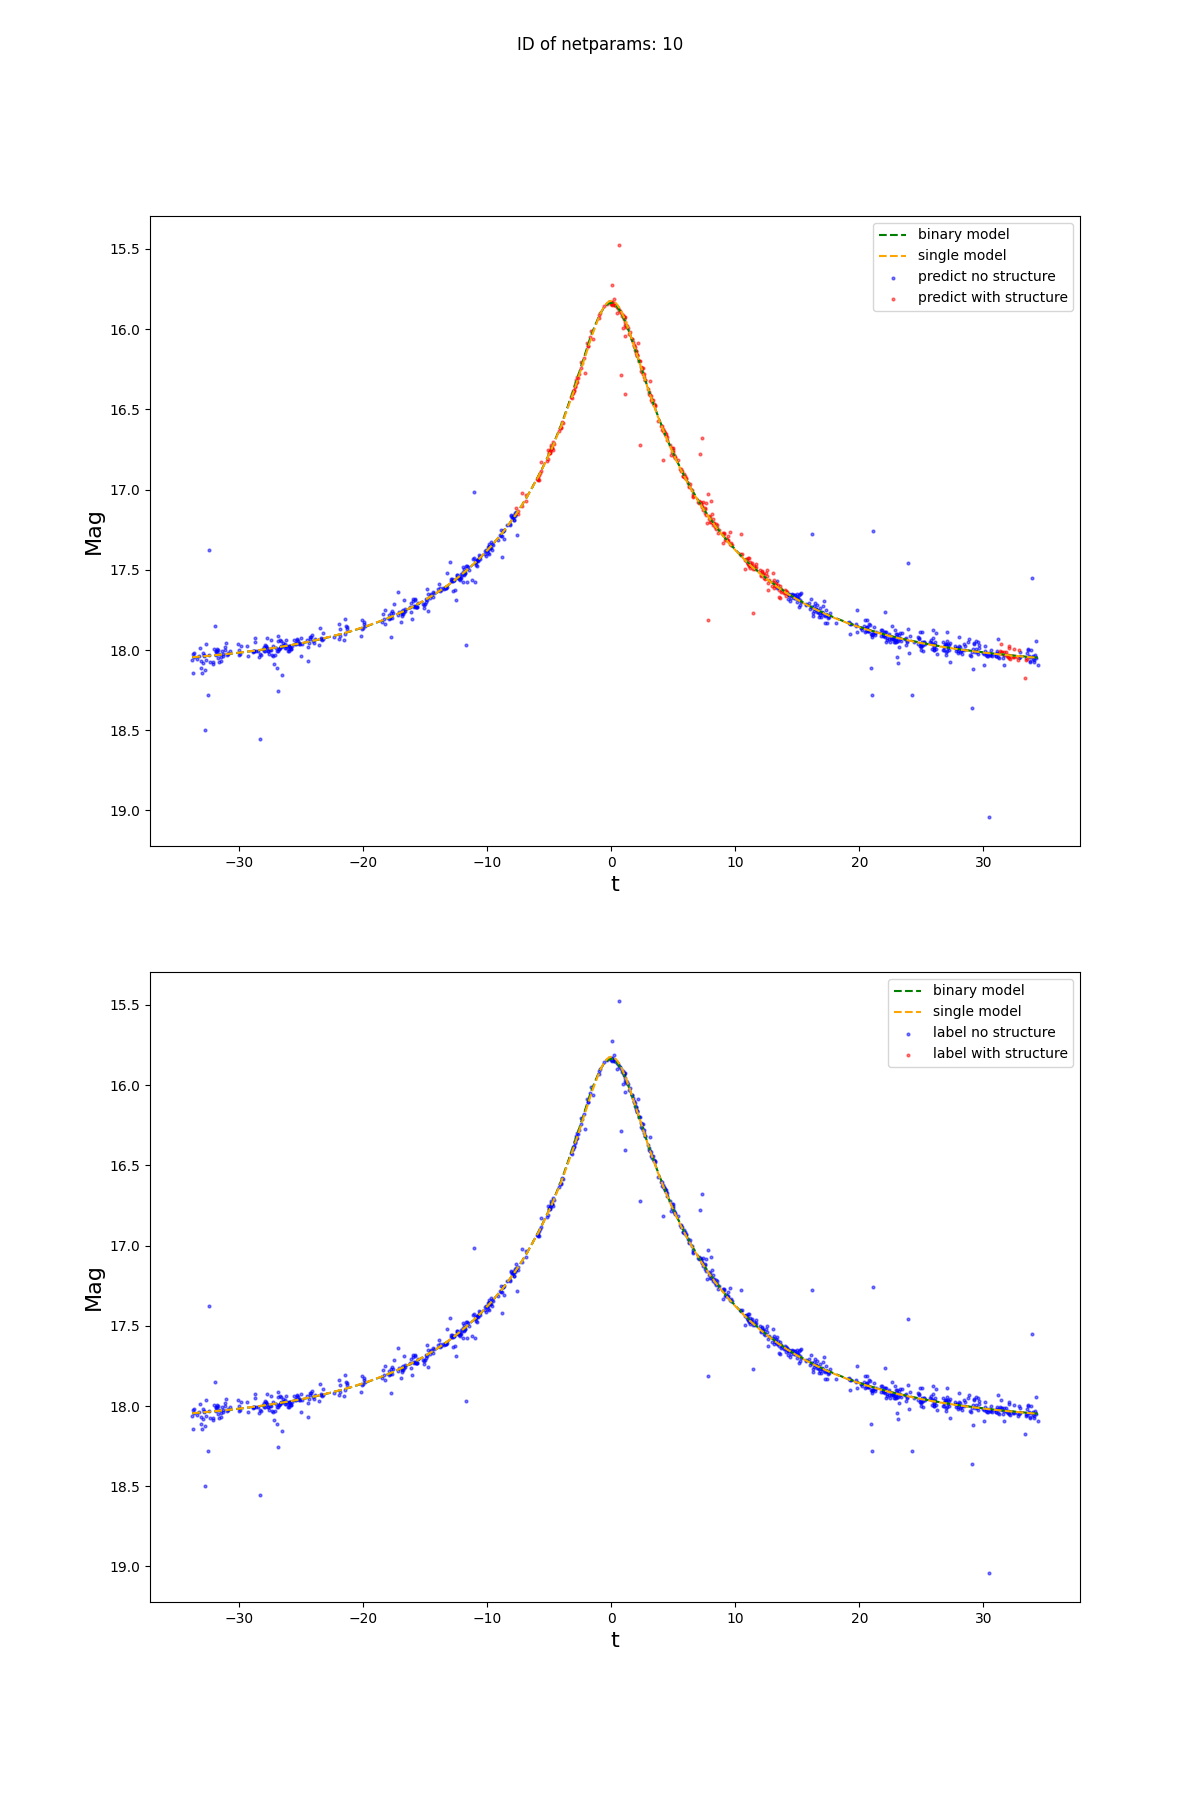 ID of netparams: 10
binary model
single model
predict no structure
predict with structure
15.5
16.0
16.5
17.0
17.5
18.0
18.5
19.0
Mag
−30 −20 −10 0 10 20 30
t
binary model
single model
label no structure
label with structure
15.5
16.0
16.5
17.0
17.5
18.0
18.5
19.0
Mag
−30 −20 −10 0 10 20 30
t